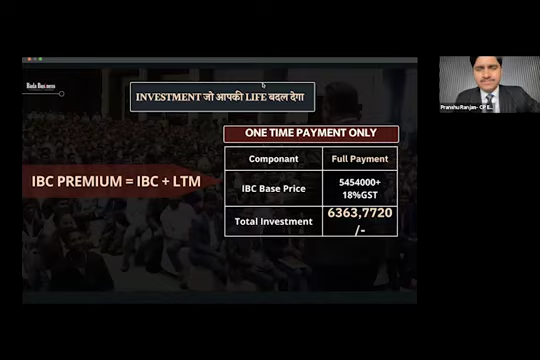 Bada Business
INVESTMENT जो आपकी LIFE बदल देगा
ONE TIME PAYMENT ONLY
Componant
Full Payment
IBC PREMIUM = IBC + LTM
IBC Base Price
5454000+
18%GST
Total Investment
6363,7720
/-
Pranshu Ranjan- CP E...